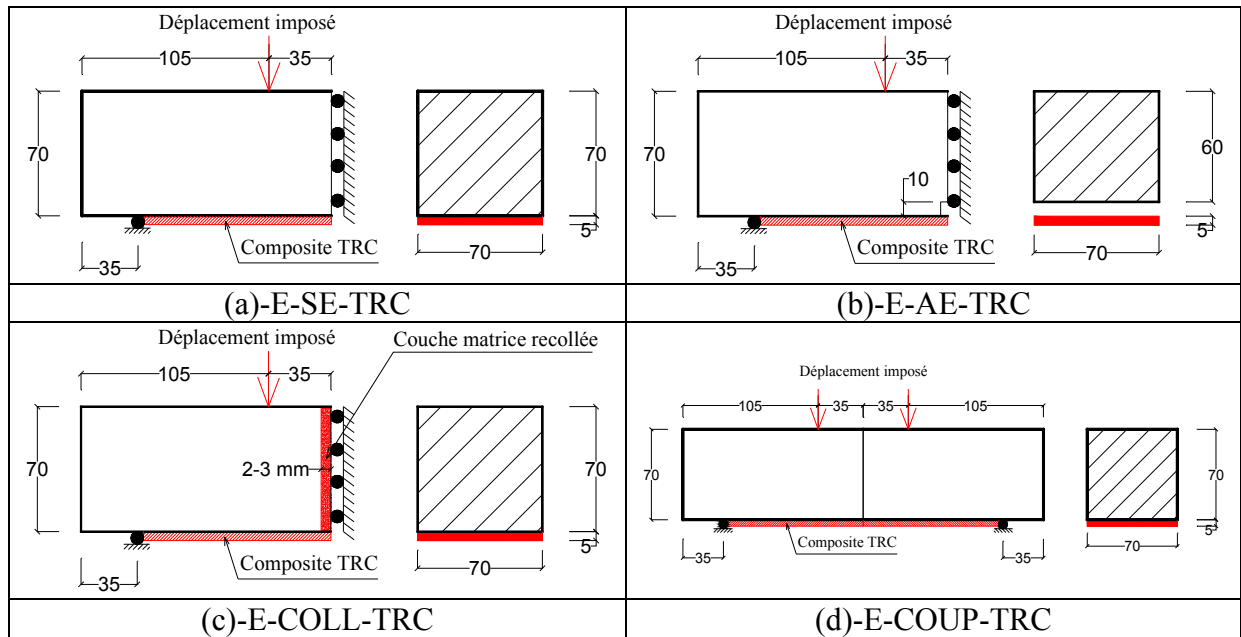 Déplacement imposé
105
35
70
70
5
Composite TRC
35
70
(a)-E-SE-TRC
Déplacement imposé
105
35
70
10
60
5
Composite TRC
35
70
(b)-E-AE-TRC
Déplacement imposé
Couche matrice recollée
105
35
70
2-3 mm
70
5
Composite TRC
35
70
(c)-E-COLL-TRC
Déplacement imposé
105
35
35
105
70
70
5
Composite TRC
35
35
70
(d)-E-COUP-TRC